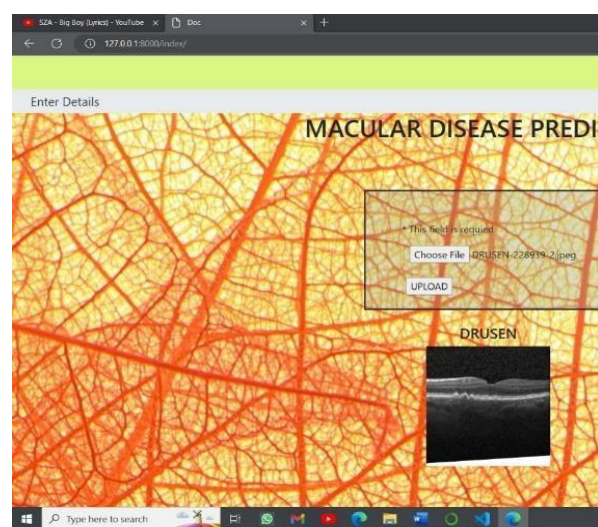 SZA - Big Boy (Lyrics) - YouTube
Doc
127.0.0.1:8000/index/
Enter Details
MACULAR DISEASE PREDI
* This field is requied
Choose File DRUSEN-228939-2.jpeg
UPLOAD
DRUSEN
Type here to search